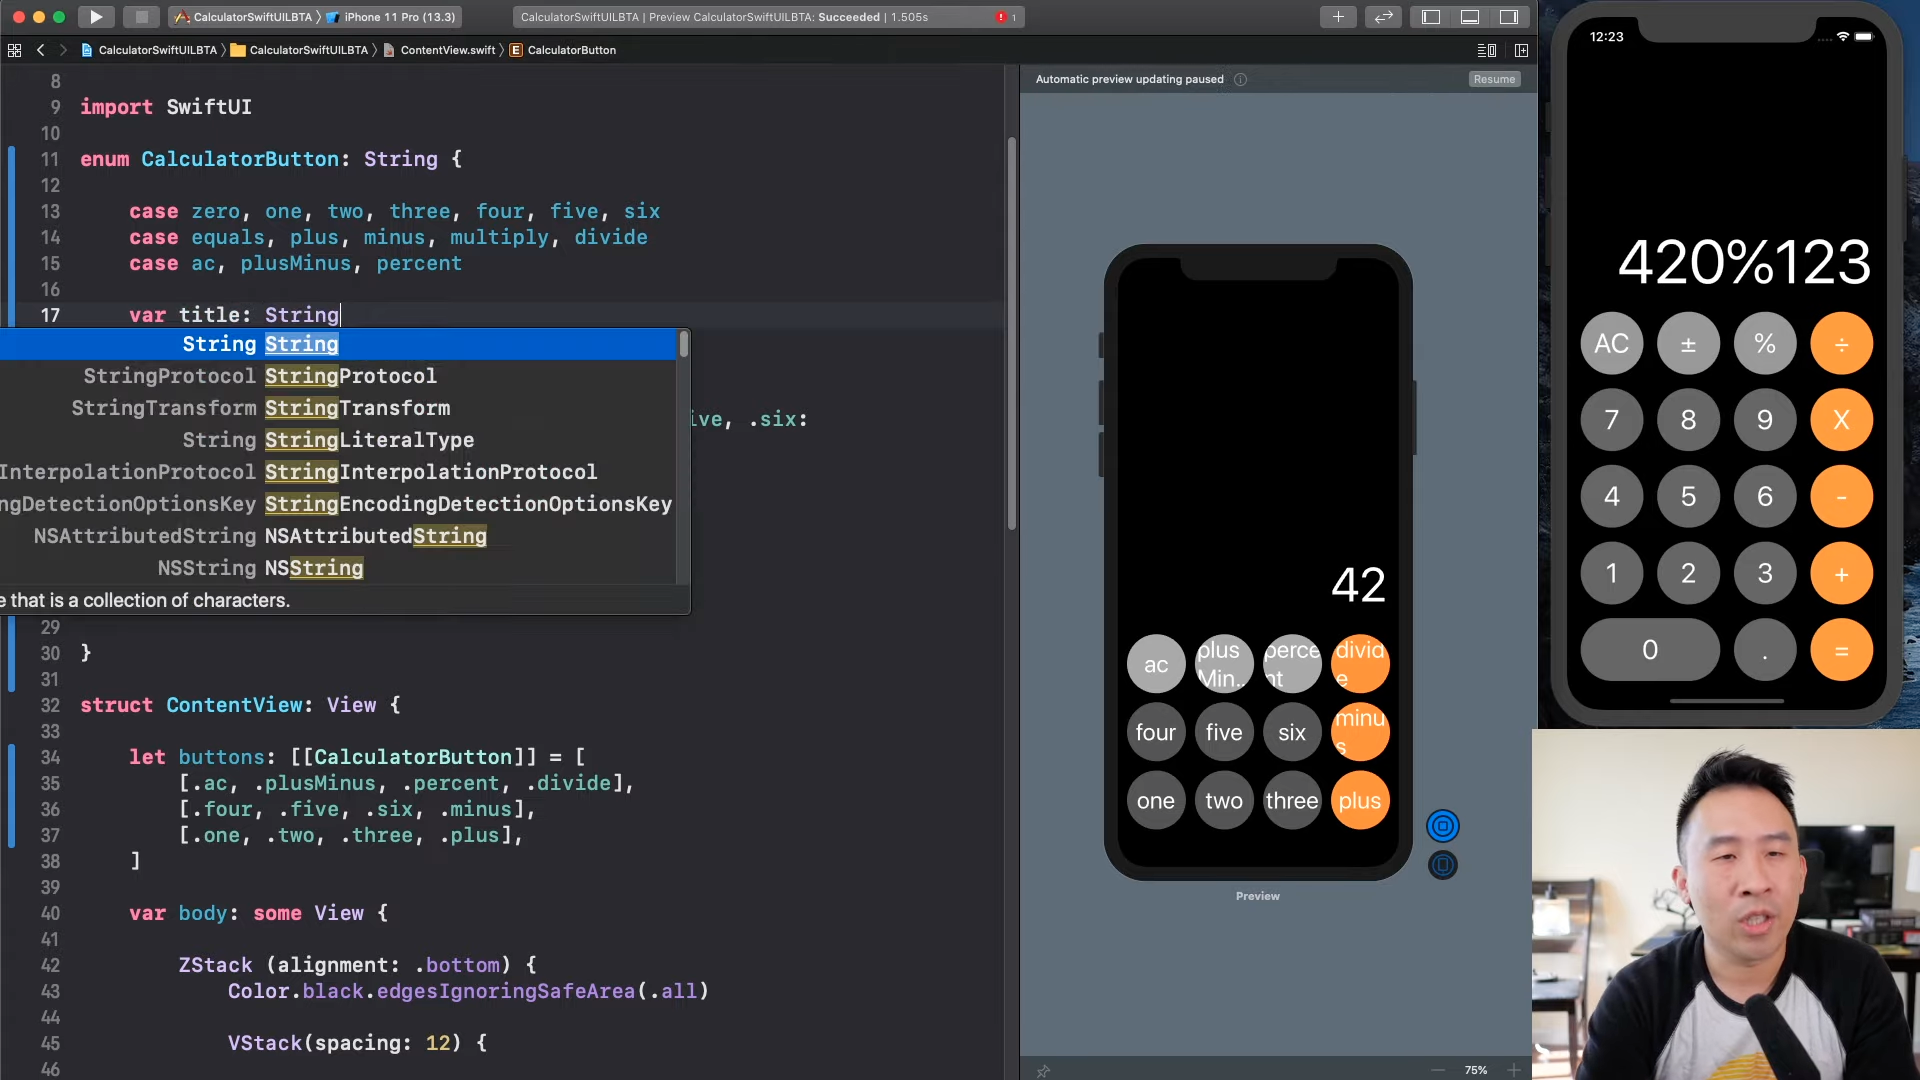 CalculatorSwiftUILBTA 〉 iPhone 11 Pro (13.3)
CalculatorSwiftUILBTA | Preview CalculatorSwiftUILBTA: Succeeded | 1.505s
1
CalculatorSwiftUILBTA 〉 CalculatorSwiftUILBTA 〉 ContentView.swift 〉 E CalculatorButton
8
9 import SwiftUI
10
11 enum CalculatorButton: String {
12
13 case zero, one, two, three, four, five, six
14 case equals, plus, minus, multiply, divide
15 case ac, plusMinus, percent
16
17 var title: String
String String
StringProtocol StringProtocol
StringTransform StringTransform
ive, .six:
String StringLiteralType
InterpolationProtocol StringInterpolationProtocol
ngDetectionOptionsKey StringEncodingDetectionOptionsKey
NSAttributedString NSAttributedString
NSString NSString
e that is a collection of characters.
29
30 }
31
32 struct ContentView: View {
33
34 let buttons: [[CalculatorButton]] = [
35 [.ac, .plusMinus, .percent, .divide],
36 [.four, .five, .six, .minus],
37 [.one, .two, .three, .plus],
38 ]
39
40 var body: some View {
41
42 ZStack (alignment: .bottom) {
43 Color.black.edgesIgnoringSafeArea(.all)
44
45 VStack(spacing: 12) {
46
Automatic preview updating paused
Resume
42
ac plus Min... perce nt divid e
four five six minu s
one two three plus
Preview
75%
12:23
420%123
AC ± % ÷
7 8 9 X
4 5 6 -
1 2 3 +
0 . =